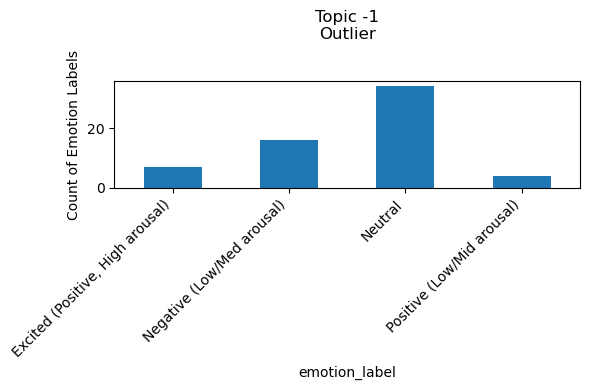 Topic -1
Outlier
Count of Emotion Labels
20
0
Excited (Positive, High arousal)
Negative (Low/Med arousal)
Neutral
Positive (Low/Mid arousal)
emotion_label